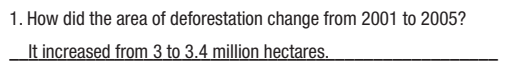 1. How did the area of deforestation change from 2001 to 2005?
It increased from 3 to 3.4 million hectares.